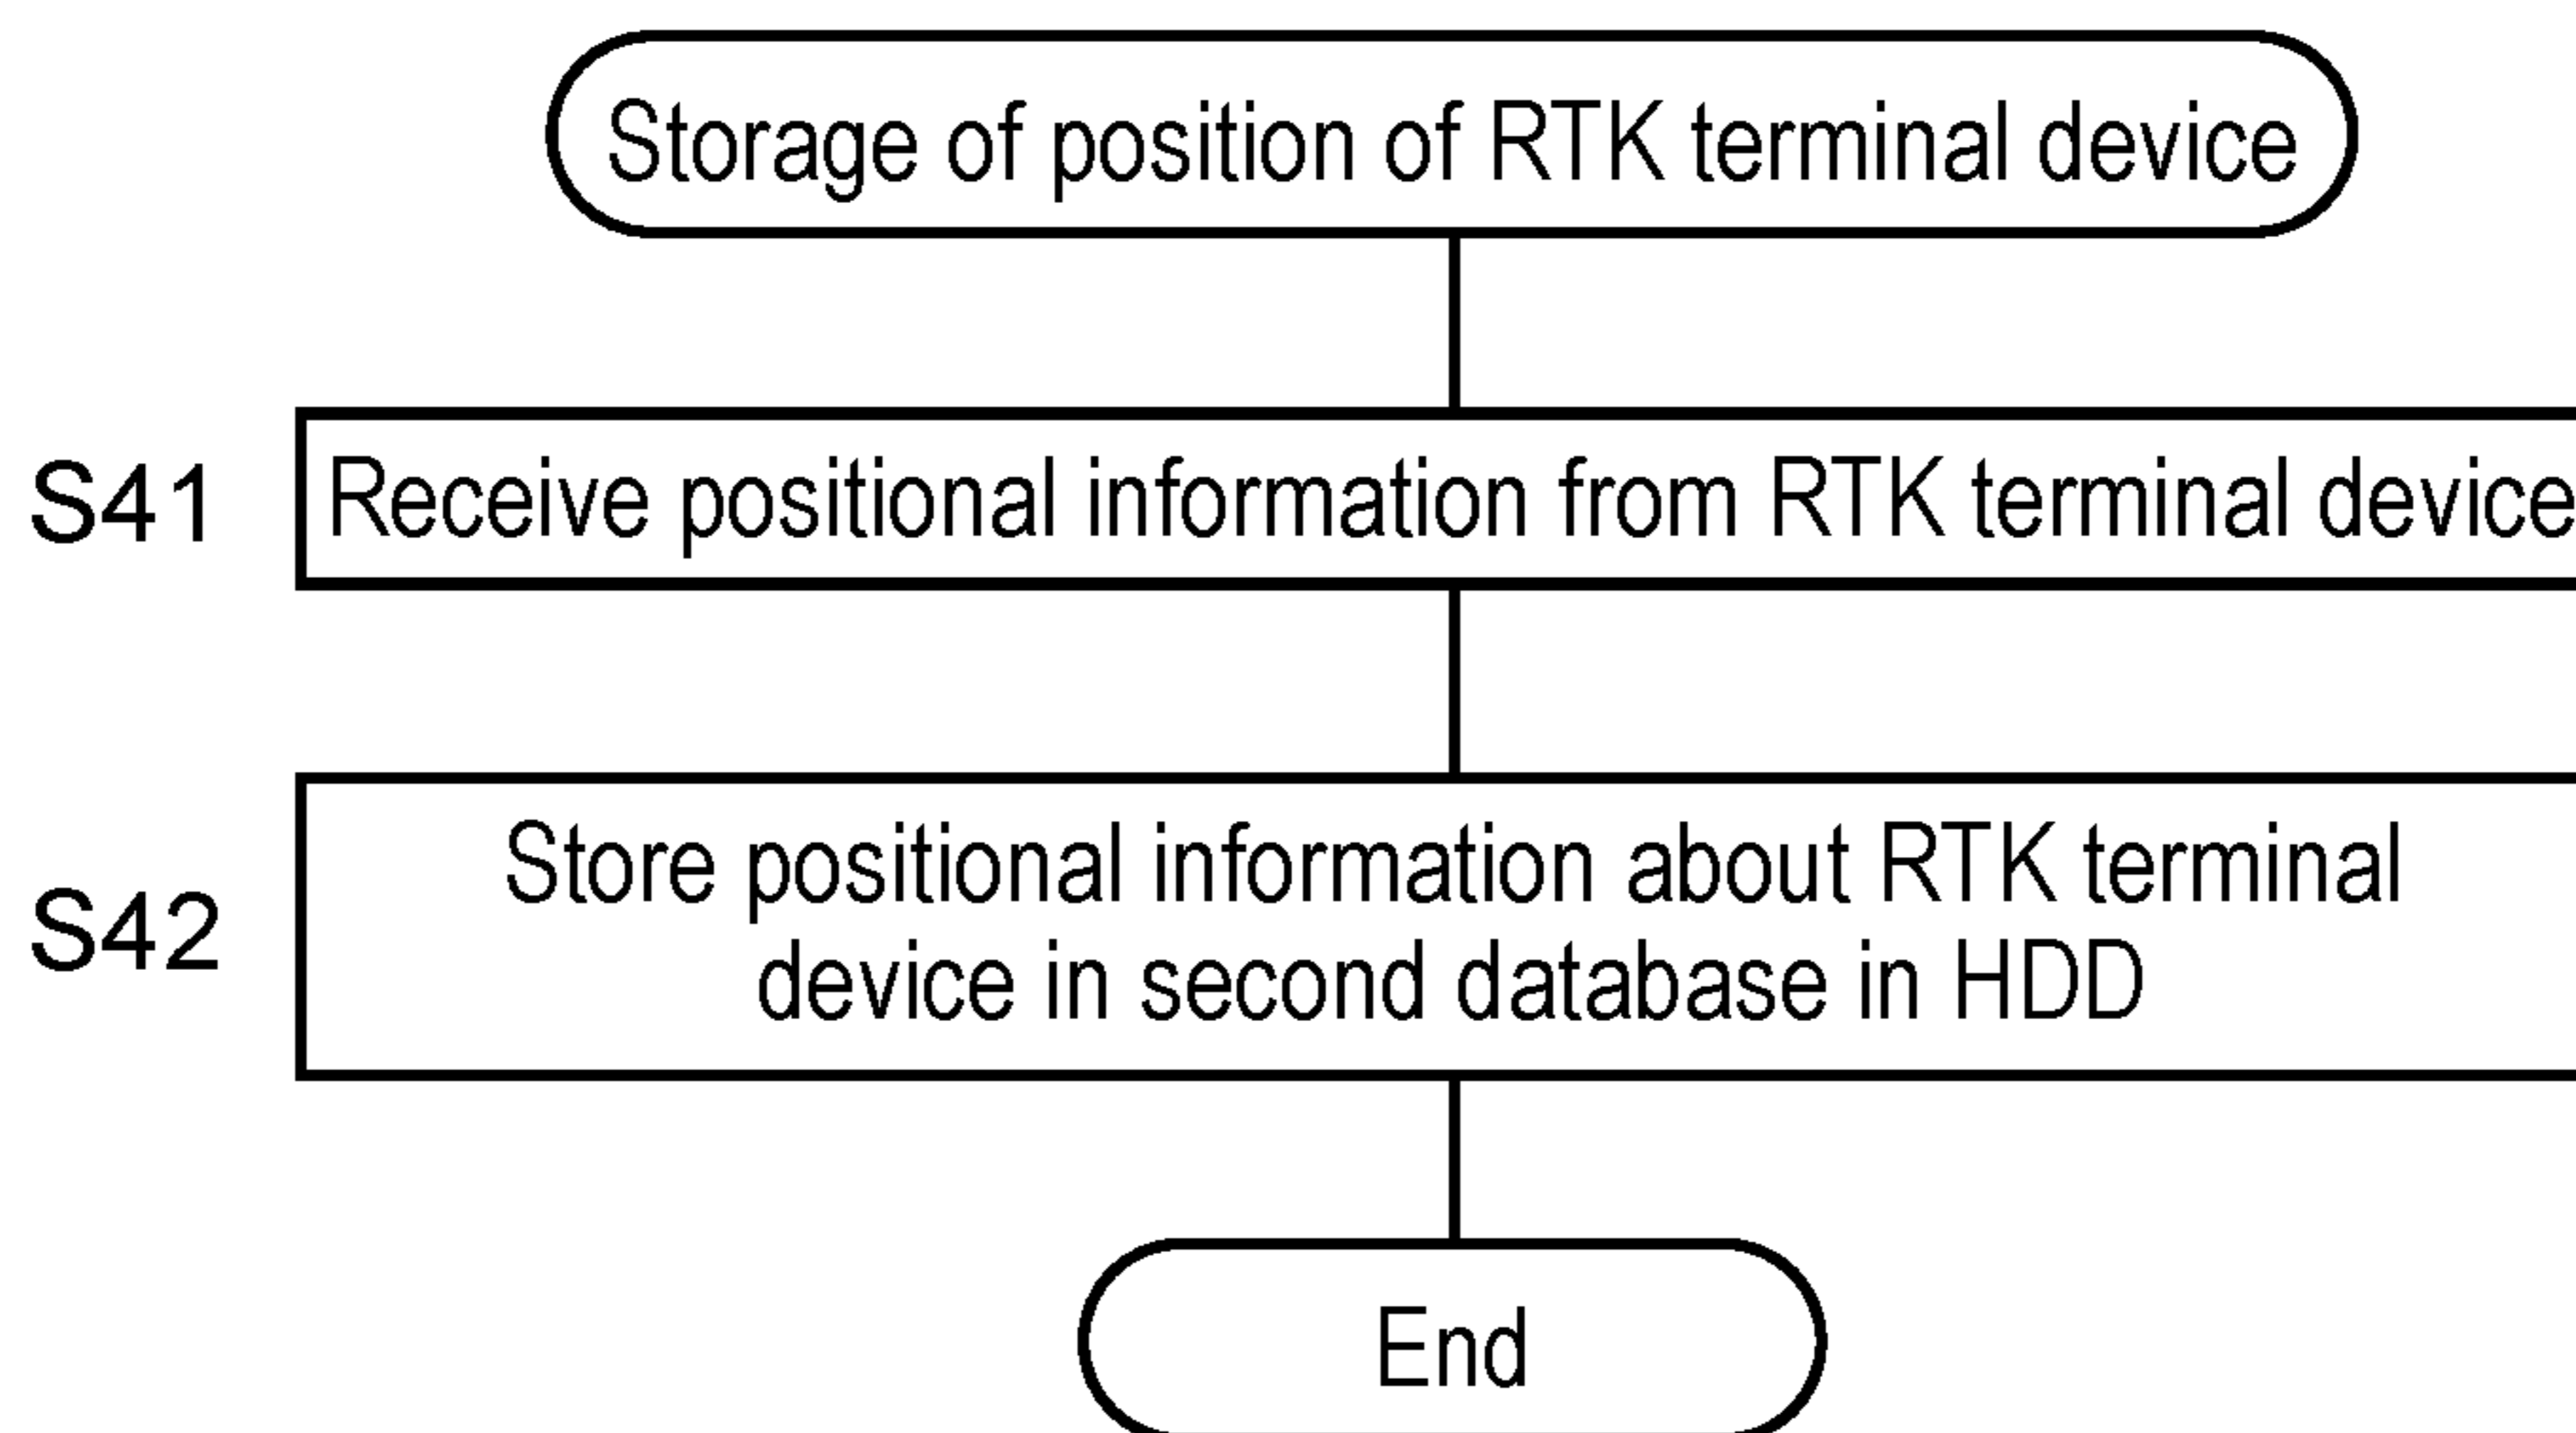 Storage of position of RTK terminal device
S41
Receive positional information from RTK terminal device
S42
Store positional information about RTK terminal
device in second database in HDD
End